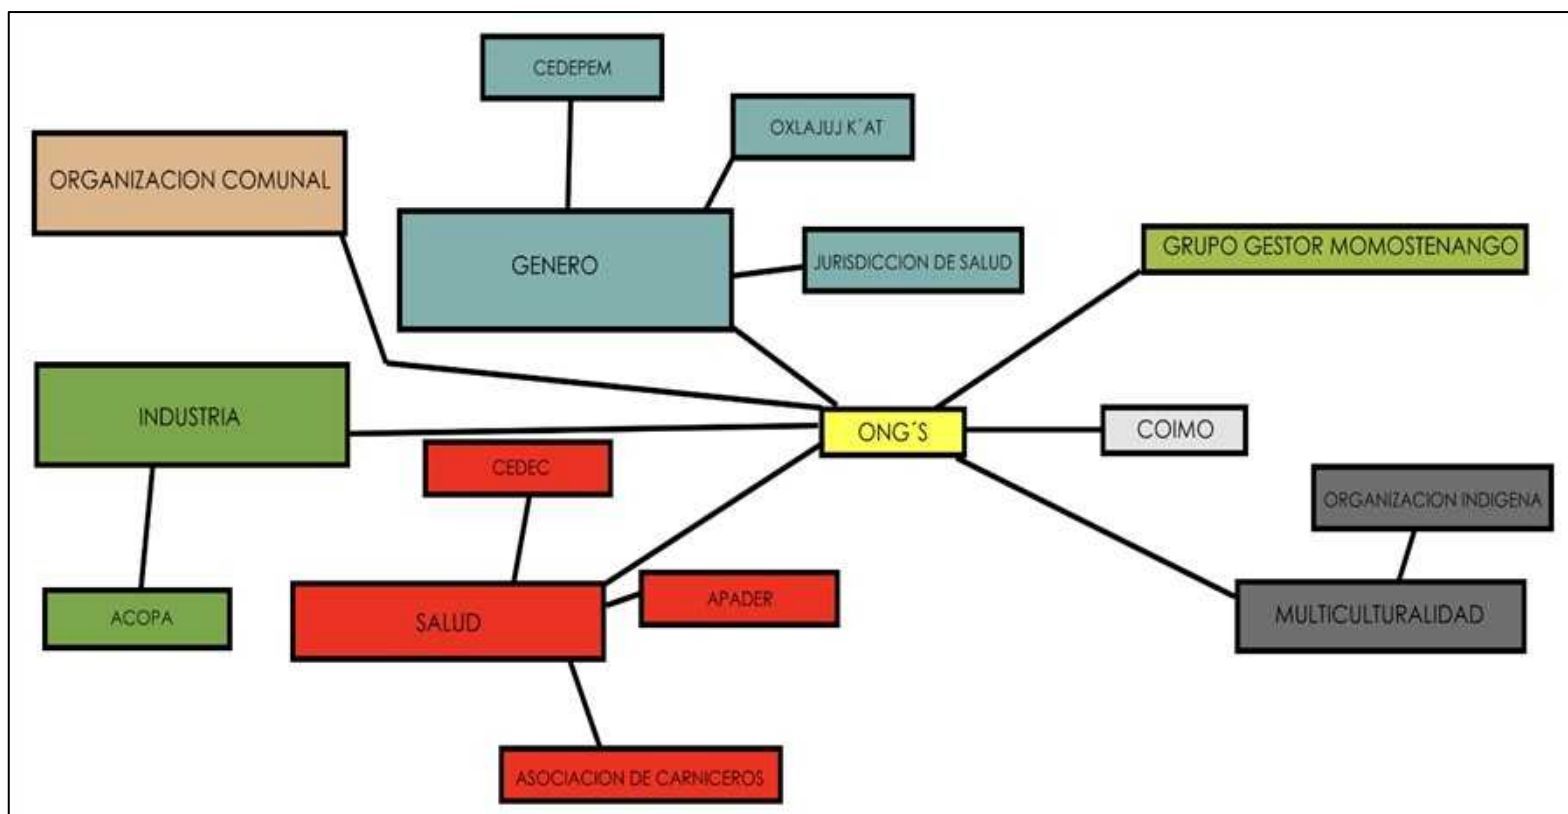 CEDEPEM
OXLAJUJ K´AT
ORGANIZACION COMUNAL
GENERO
JURISDICCION DE SALUD
GRUPO GESTOR MOMOSTENANGO
INDUSTRIA
ONG´S
COIMO
CEDEC
ORGANIZACION INDIGENA
ACOPA
SALUD
APADER
MULTICULTURALIDAD
ASOCIACION DE CARNICEROS